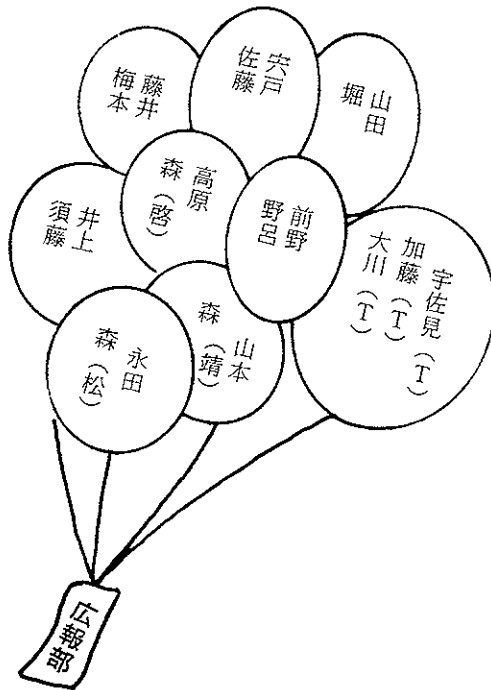 藤井
梅本
宍戸
佐藤
山田
堀
高原
森（啓）
前野
野呂
井上
須藤
宇佐見（T）
加藤（T）
大川（T）
山本
森（靖）
永田
森（松）
広報部